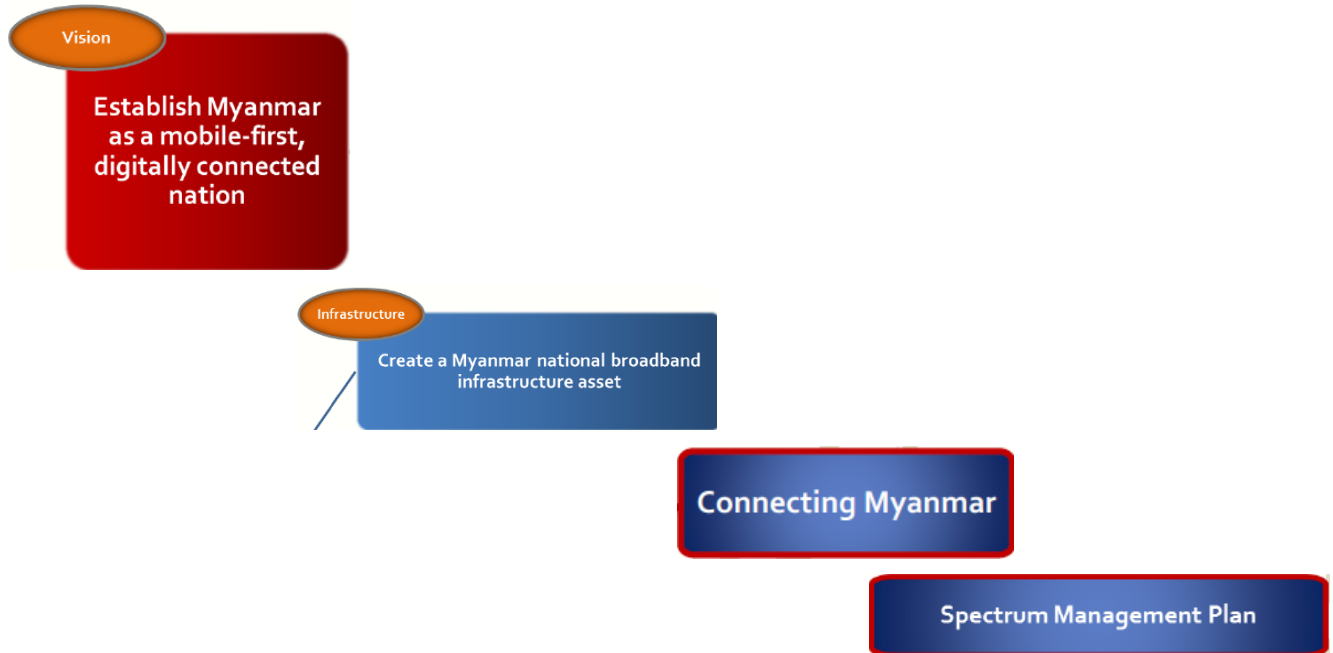 Vision
Establish Myanmar
as a mobile-first,
digitally connected
nation
Infrastructure
Create a Myanmar national broadband
infrastructure asset
Connecting Myanmar
Spectrum Management Plan